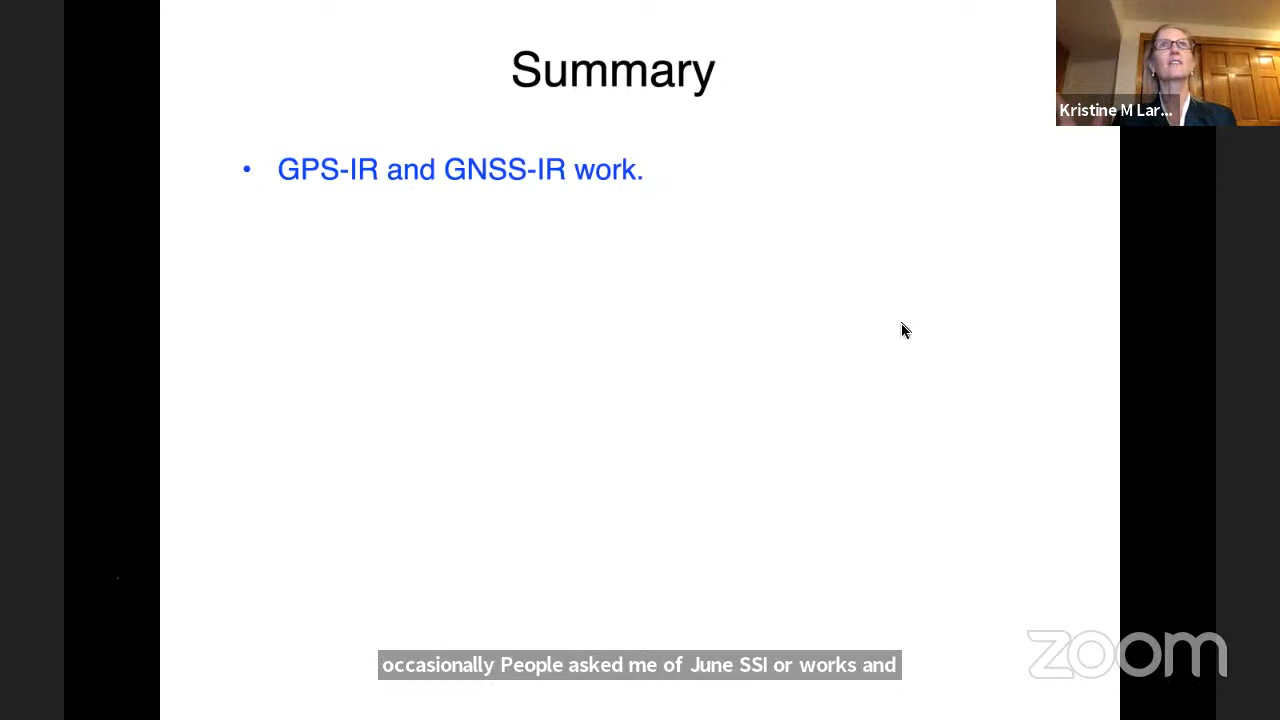 Summary
Kristine M Lar...
• GPS-IR and GNSS-IR work.
occasionally People asked me of June SSI or works and
zoom